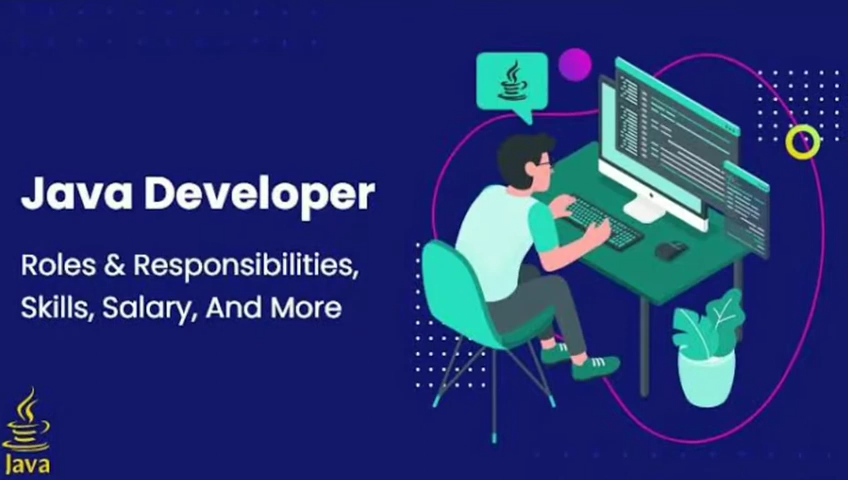 Java Developer
Roles & Responsibilities,
Skills, Salary, And More
Java